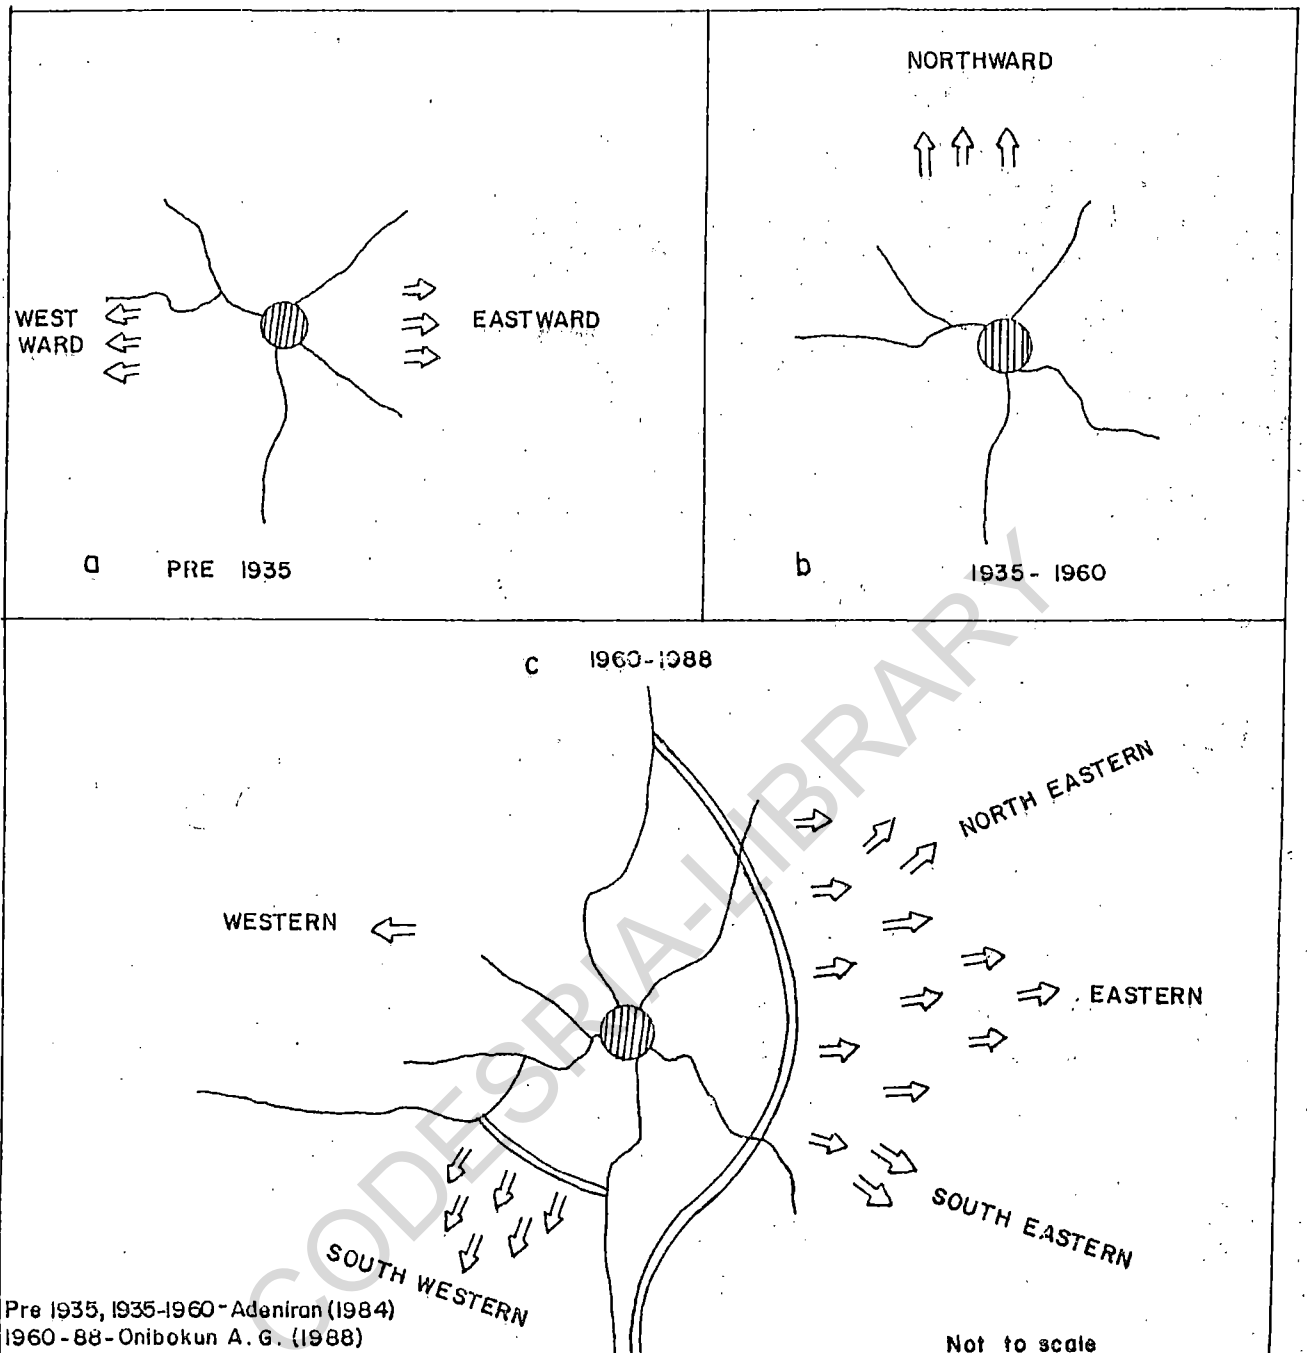 NORTHWARD
WEST
WARD
EASTWARD
a PRE 1935
b 1935 - 1960
c 1960-1988
NORTH EASTERN
WESTERN
EASTERN
SOUTH EASTERN
SOUTH WESTERN
Pre 1935, 1935-1960 - Adeniran (1984)
1960 - 88 - Onibokun A. G. (1988)
Not to scale
CODESRIA-LIBRARY